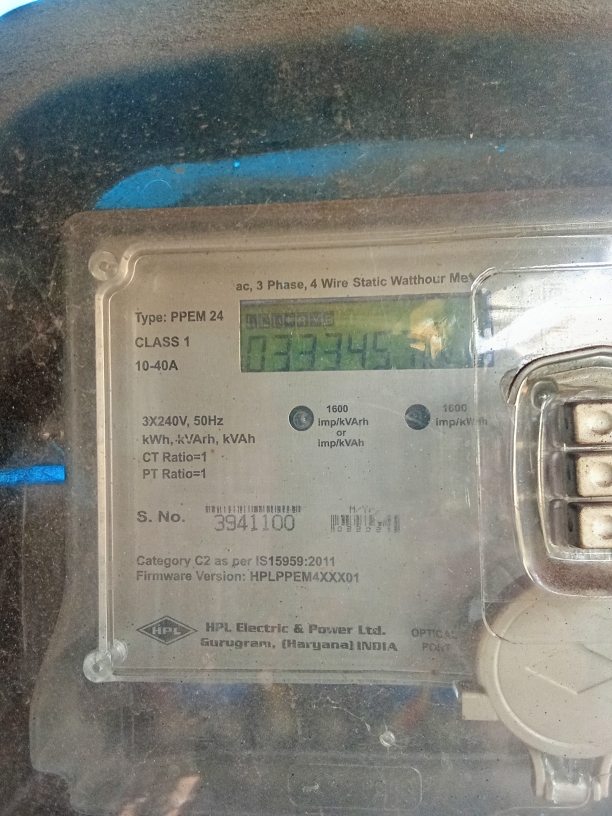 ac, 3 Phase, 4 Wire Static Watthour
Type: PPEM 24
CLASS 1
10-40A
033345.
3X240V, 50Hz
kWh, kVArh, kVAh
CT Ratio=1
PT Ratio=1
1600
imp/kVArh
or
imp/kVAh
1600
S. No.
3941100
Category C2 as per IS15959:2011
Firmware Version: HPLPPEM4XXX01
HPL
HPL Electric & Power Ltd.
Gurugram, (Haryana) INDIA
OPTICAL
PORT